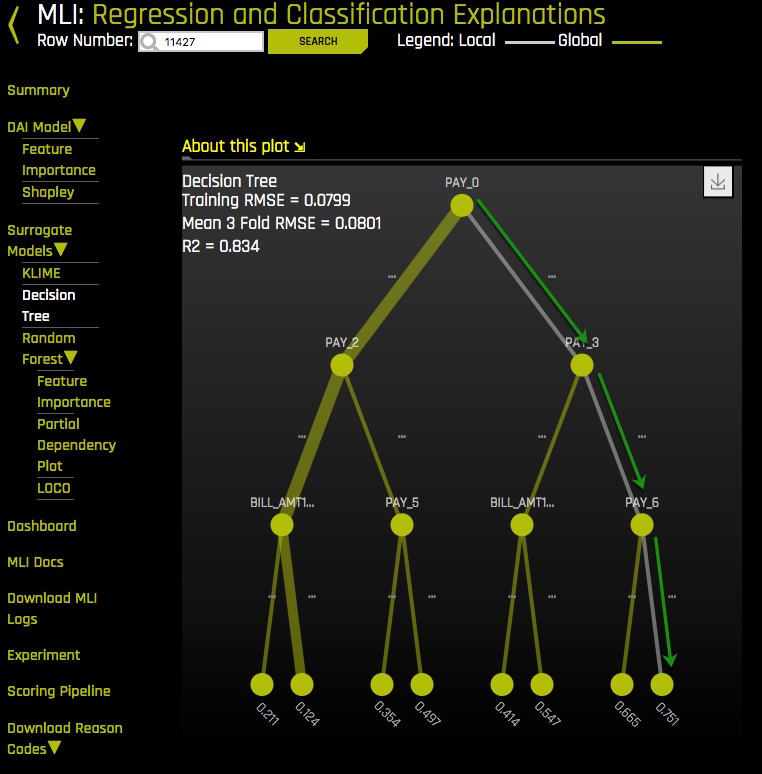 MLI: Regression and Classification Explanations
Row Number: 11427 SEARCH Legend: Local Global
Summary
DAI Model
Feature
Importance
Shapley
Surrogate
Models
KLIME
Decision
Tree
Random
Forest
Feature
Importance
Partial
Dependency
Plot
LOCO
Dashboard
MLI Docs
Download MLI
Logs
Experiment
Scoring Pipeline
Download Reason
Codes
About this plot
Decision Tree
Training RMSE = 0.0799
Mean 3 Fold RMSE = 0.0801
R2 = 0.834
PAY_0
... ...
PAY_2 PAY_3
... ... ... ...
BILL_AMT1... PAY_5 BILL_AMT1... PAY_6
... ... ... ... ... ... ... ...
0.211 0.124 0.354 0.497 0.414 0.547 0.665 0.751